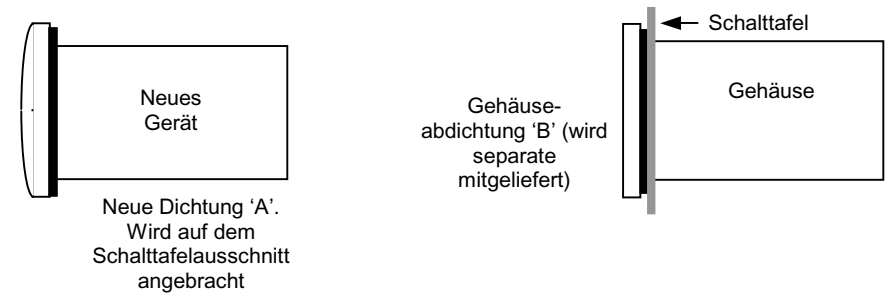 Neues
Gerät
Neue Dichtung ‘A’.
Wird auf dem
Schalttafelausschnitt
angebracht
Schalttafel
Gehäuse
Gehäuse-
abdichtung ‘B’ (wird
separate
mitgeliefert)